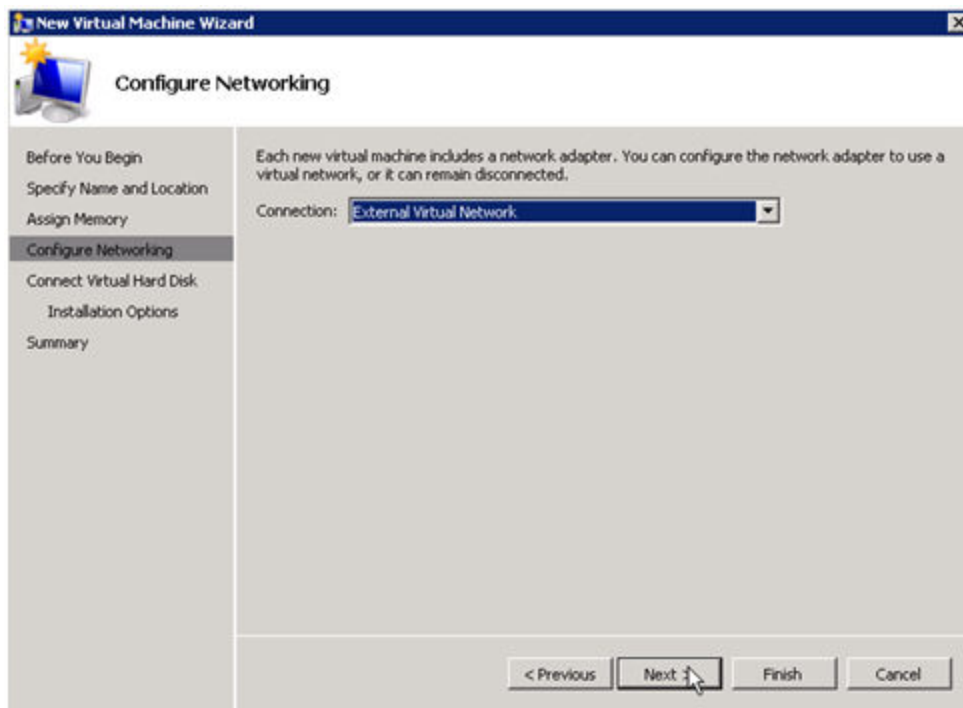 New Virtual Machine Wizard
Configure Networking
Before You Begin
Specify Name and Location
Assign Memory
Configure Networking
Connect Virtual Hard Disk
Installation Options
Summary
Each new virtual machine includes a network adapter. You can configure the network adapter to use a
virtual network, or it can remain disconnected.
Connection: External Virtual Network
< Previous
Next >
Finish
Cancel